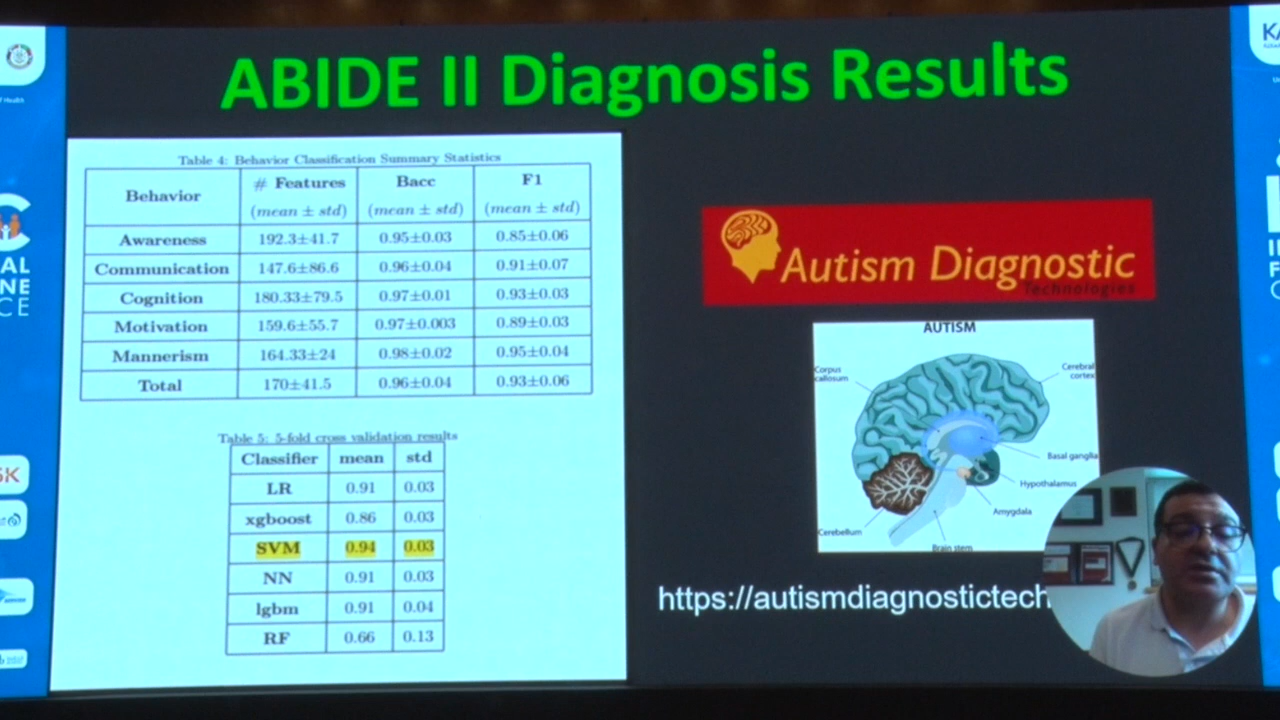 ABIDE II Diagnosis Results
Table 4: Behavior Classification Summary Statistics
Behavior # Features (mean ± std) Bacc (mean ± std) F1 (mean ± std)
Awareness 192.3±41.7 0.95±0.03 0.85±0.06
Communication 147.6±86.6 0.96±0.04 0.91±0.07
Cognition 180.33±79.5 0.97±0.01 0.93±0.03
Motivation 159.6±55.7 0.97±0.003 0.89±0.03
Mannerism 164.33±24 0.98±0.02 0.95±0.04
Total 170±41.5 0.96±0.04 0.93±0.06
Table 5: 5-fold cross validation results
Classifier mean std
LR 0.91 0.03
xgboost 0.86 0.03
SVM 0.94 0.03
NN 0.91 0.03
lgbm 0.91 0.04
RF 0.66 0.13
Autism Diagnostic
Technologies
AUTISM
Corpus
callosum
Cerebral
cortex
Basal ganglia
Hypothalamus
Amygdala
Cerebellum
Brain stem
https://autismdiagnostictech